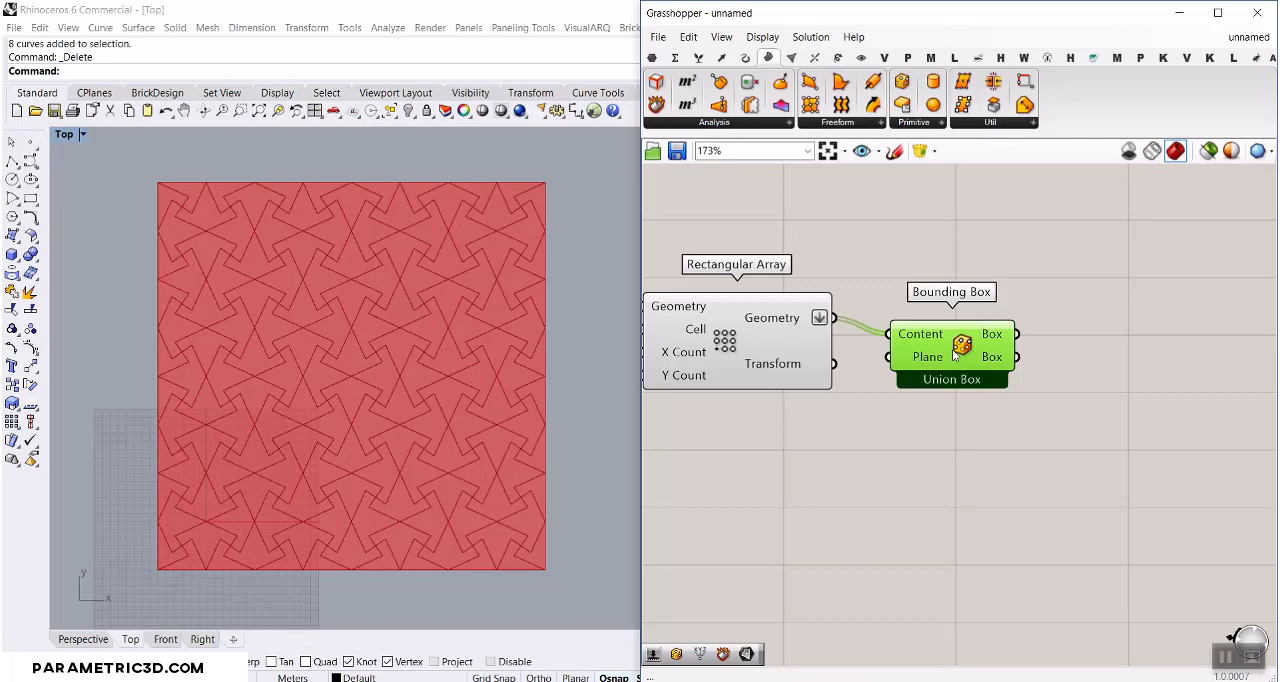 Rhinoceros 6 Commercial - [Top]
File Edit View Curve Surface Solid Mesh Dimension Transform Tools Analyze Render Panels Paneling Tools VisualARQ Brick
8 curves added to selection.
Command: _Delete
Command:
Standard CPlanes BrickDesign Set View Display Select Viewport Layout Visibility Transform Curve Tools
Top
y
x
Perspective Top Front Right
Tan Quad Knot Vertex Project Disable
Meters Default Grid Snap Ortho Planar Osnap
PARAMETRIC3D.COM
Grasshopper - unnamed
File Edit View Display Solution Help unnamed
V P M L H W H M P K V K L A
m² m³
Analysis Freeform Primitive Util
173%
Rectangular Array
Geometry
Cell
X Count
Y Count
Geometry
Transform
Bounding Box
Content Box
Plane Box
Union Box
...
1.0.0007